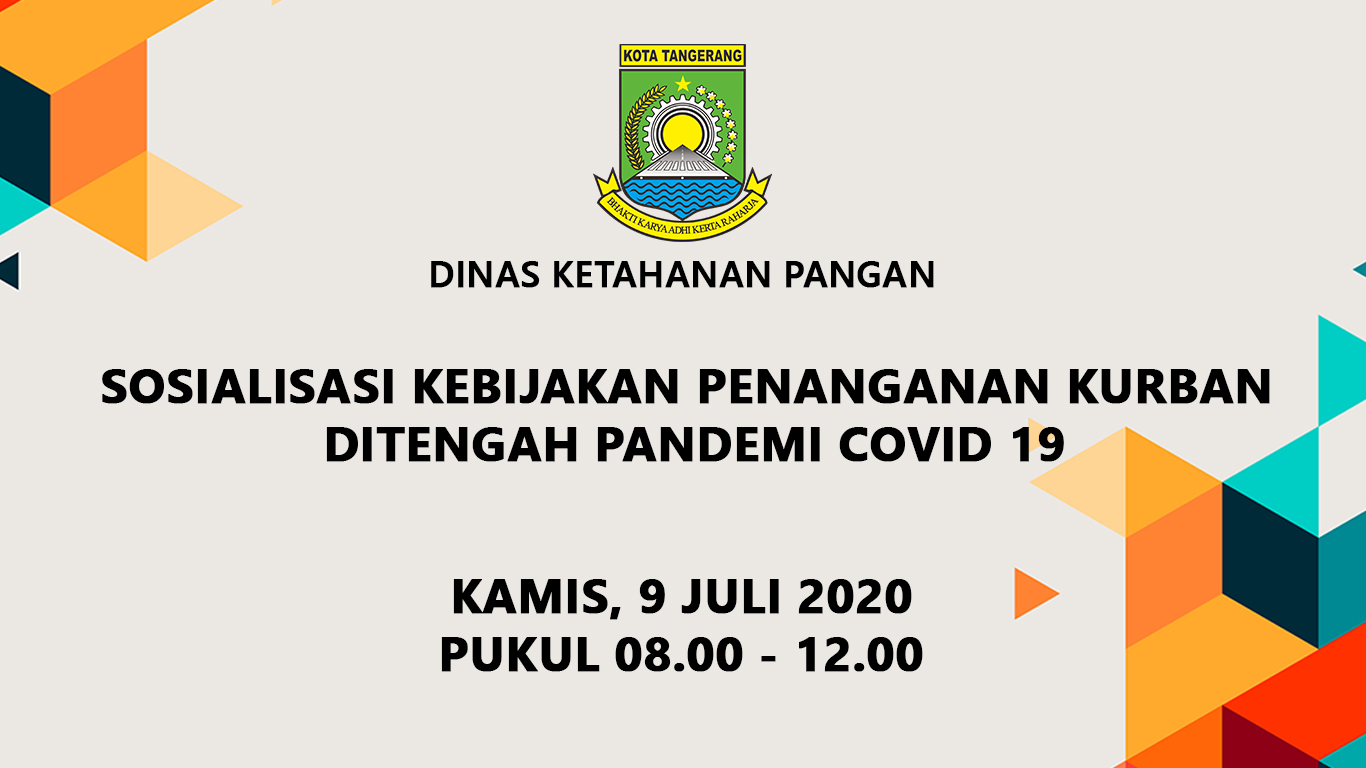 KOTA TANGERANG
BHAKTI KARYA ADHI KERTA RAHARJA
DINAS KETAHANAN PANGAN
SOSIALISASI KEBIJAKAN PENANGANAN KURBAN
DITENGAH PANDEMI COVID 19
KAMIS, 9 JULI 2020
PUKUL 08.00 - 12.00